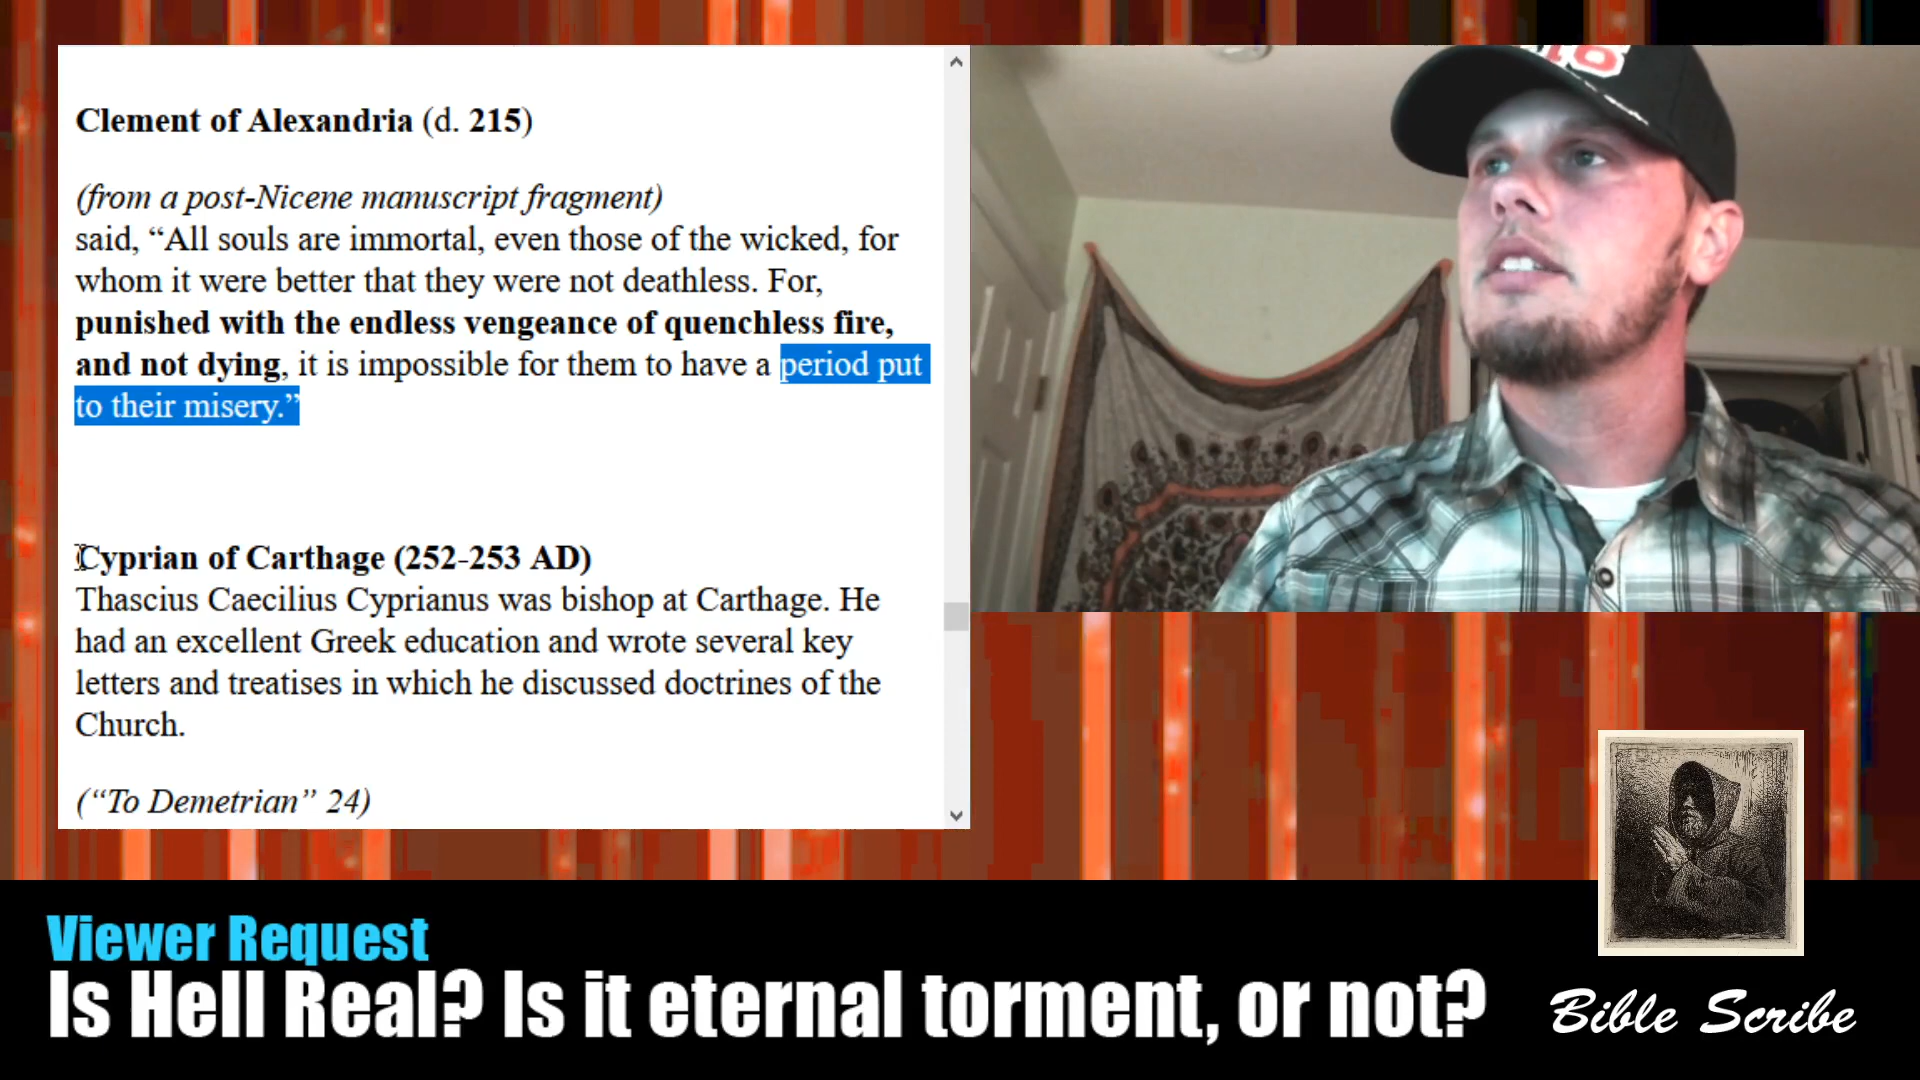 Clement of Alexandria (d. 215)
(from a post-Nicene manuscript fragment)
said, “All souls are immortal, even those of the wicked, for
whom it were better that they were not deathless. For,
punished with the endless vengeance of quenchless fire,
and not dying, it is impossible for them to have a period put
to their misery.”
Cyprian of Carthage (252-253 AD)
Thascius Caecilius Cyprianus was bishop at Carthage. He
had an excellent Greek education and wrote several key
letters and treatises in which he discussed doctrines of the
Church.
(“To Demetrian” 24)
Viewer Request
Is Hell Real? Is it eternal torment, or not?
Bible Scribe